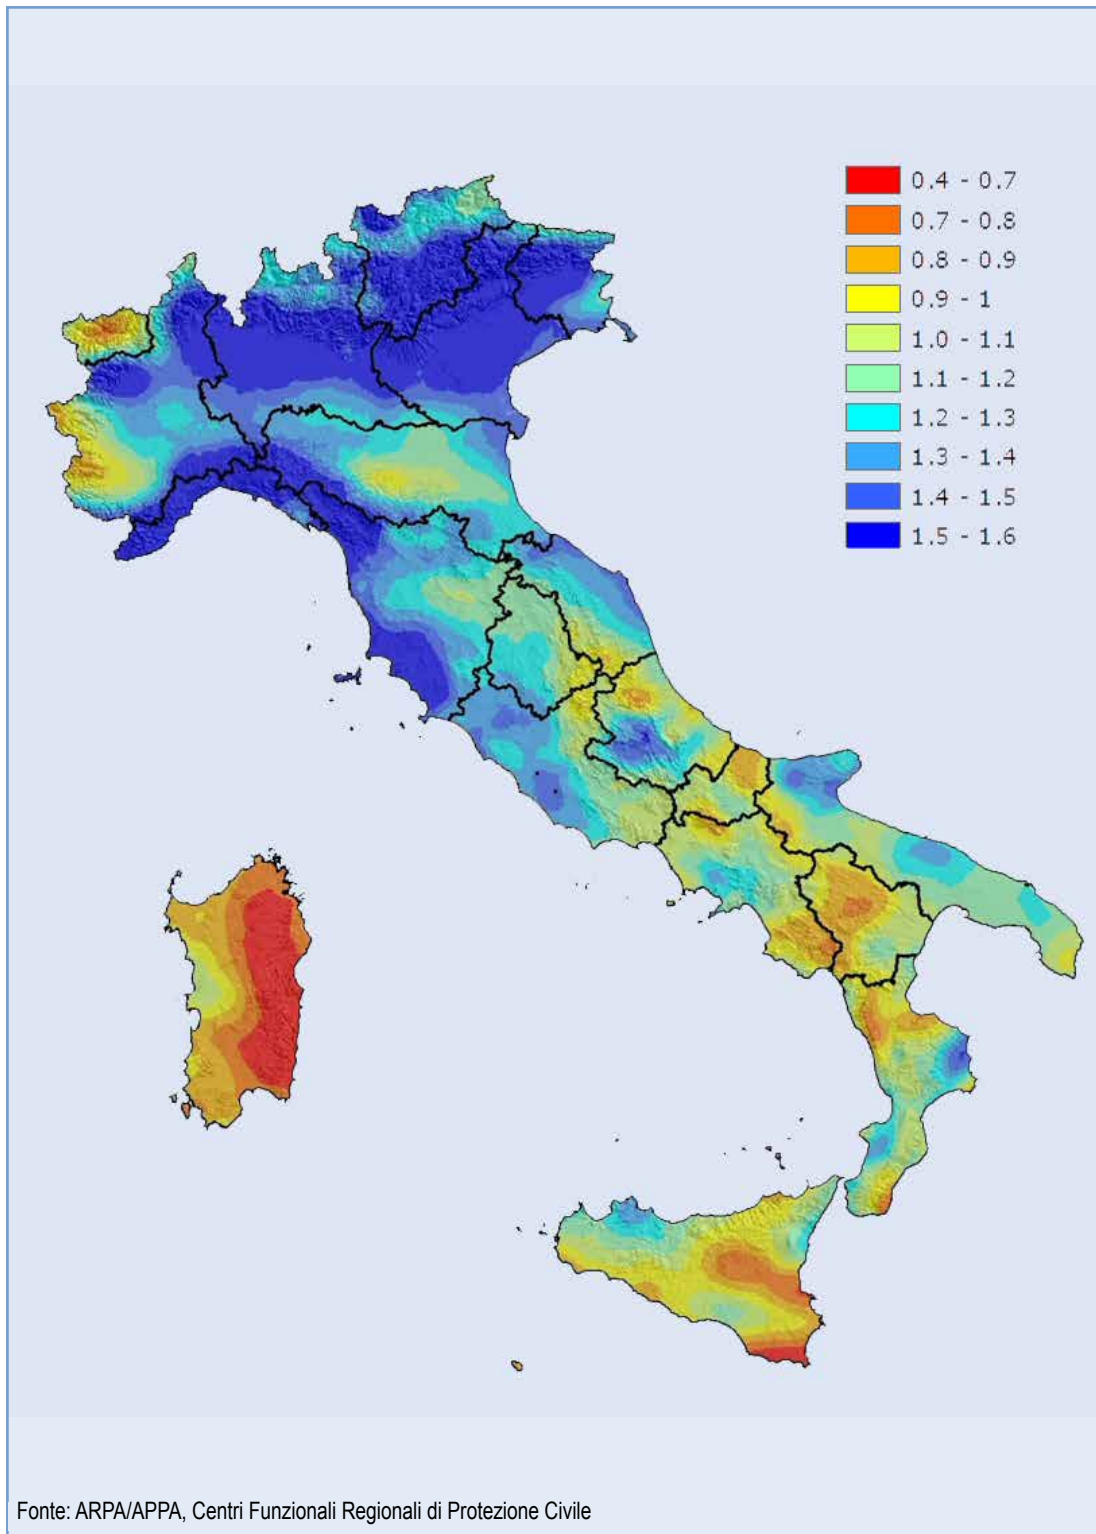 0.4 - 0.7
0.7 - 0.8
0.8 - 0.9
0.9 - 1
1.0 - 1.1
1.1 - 1.2
1.2 - 1.3
1.3 - 1.4
1.4 - 1.5
1.5 - 1.6
Fonte: ARPA/APPA, Centri Funzionali Regionali di Protezione Civile